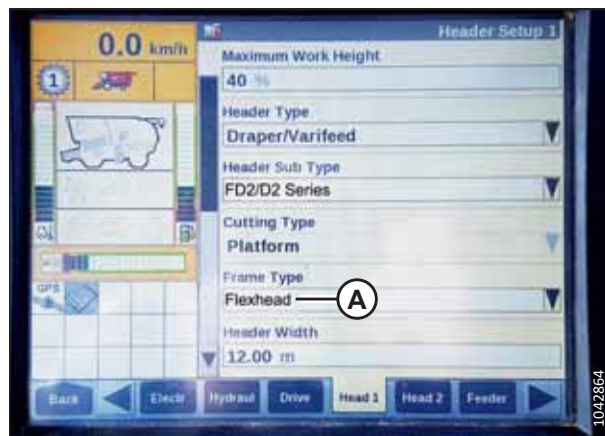 0.0 km/h
Header Setup 1
1
Maximum Work Height
40 %
Header Type
Draper/Varifeed
Header Sub Type
FD2/D2 Series
Cutting Type
Platform
Frame Type
Flexhead
A
Header Width
12.00 m
GPS
Back
Electr
Hydraul
Drive
Head 1
Head 2
Feeder
1042864